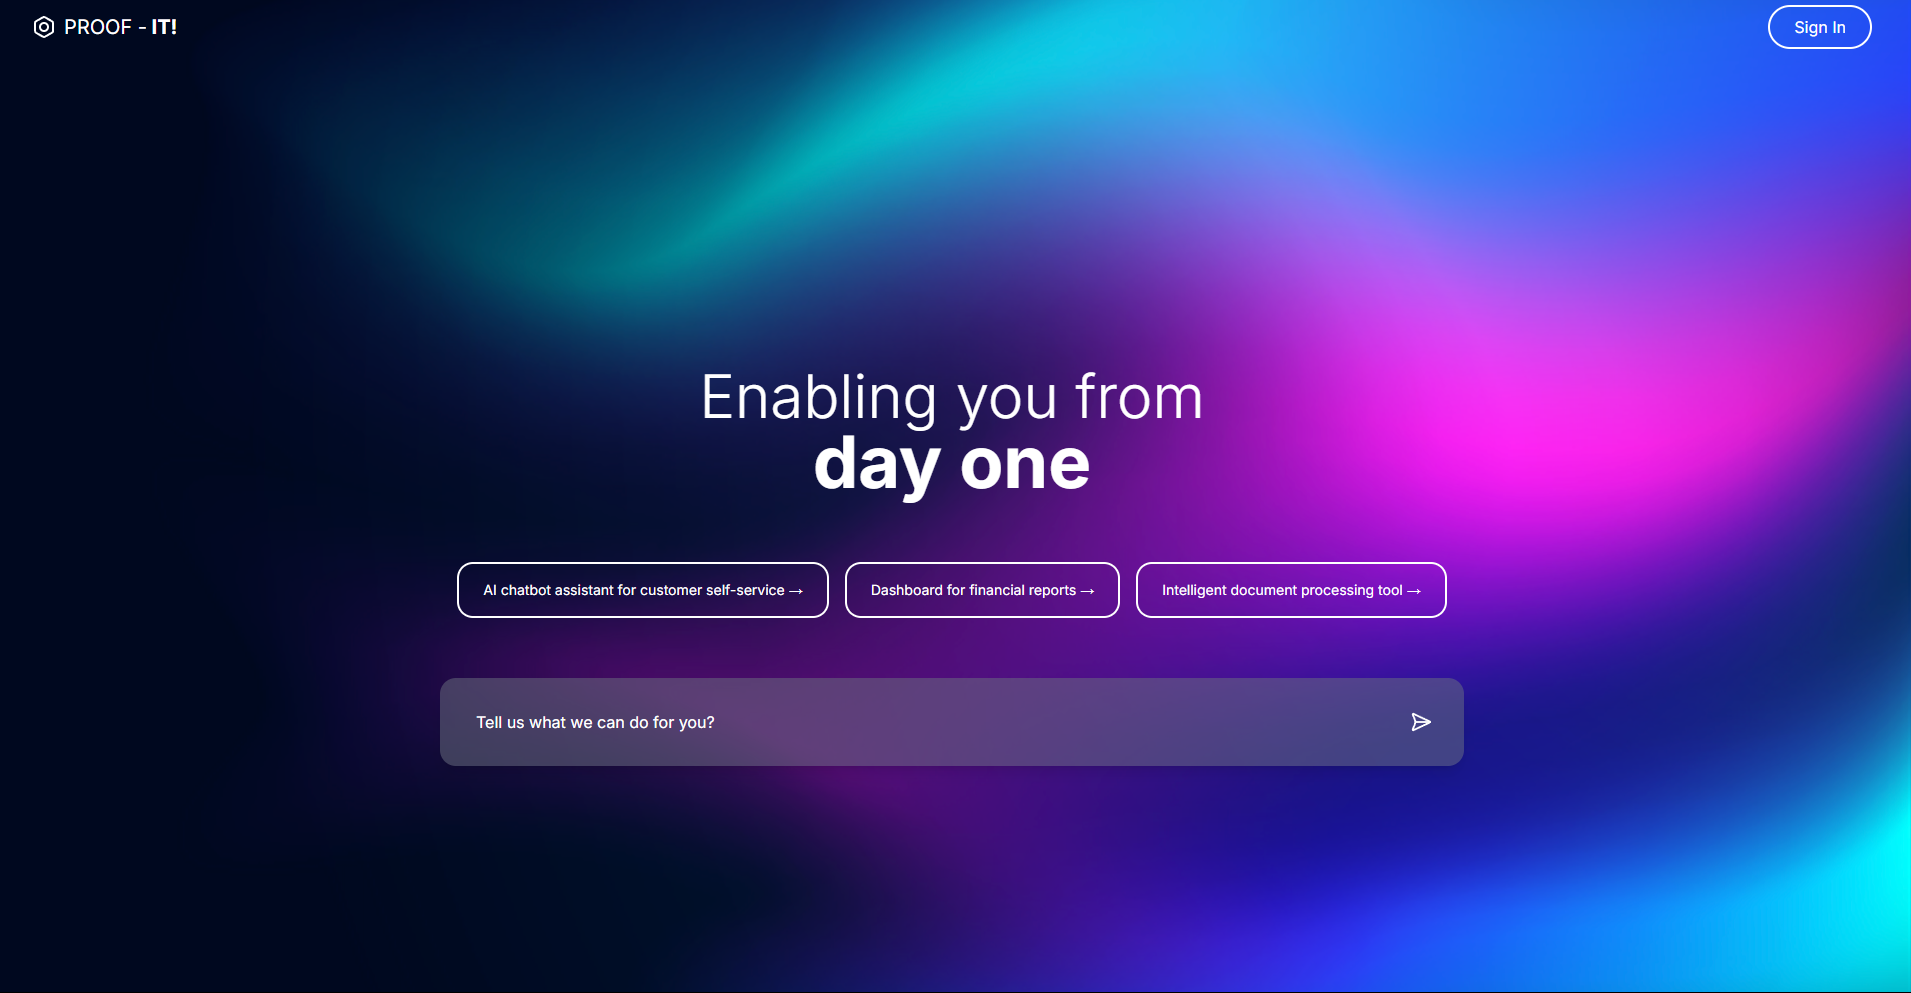 PROOF - IT!
Sign In
Enabling you from
day one
AI chatbot assistant for customer self-service →
Dashboard for financial reports →
Intelligent document processing tool →
Tell us what we can do for you?